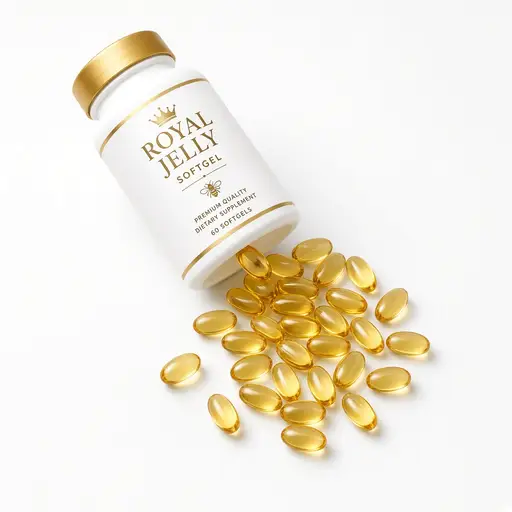 ROYAL
JELLY
SOFTGEL
PREMIUM QUALITY
DIETARY SUPPLEMENT
60 SOFTGELS